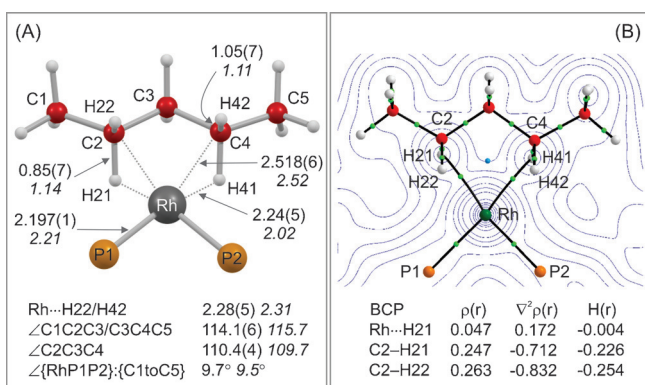 (A)
1.05(7)
1.11
C1
H22
C3
H42
C5
C2
C4
0.85(7)
1.14
2.518(6)
2.52
H21
H41
Rh
2.197(1)
2.21
2.24(5)
2.02
P1
P2
Rh···H22/H42 2.28(5) 2.31
∠C1C2C3/C3C4C5 114.1(6) 115.7
∠C2C3C4 110.4(4) 109.7
∠{RhP1P2}:{C1toC5} 9.7° 9.5°
(B)
C2
C4
H21
H41
H22
H42
Rh
P1
P2
BCP ρ(r) ∇²ρ(r) H(r)
Rh···H21 0.047 0.172 -0.004
C2–H21 0.247 -0.712 -0.226
C2–H22 0.263 -0.832 -0.254